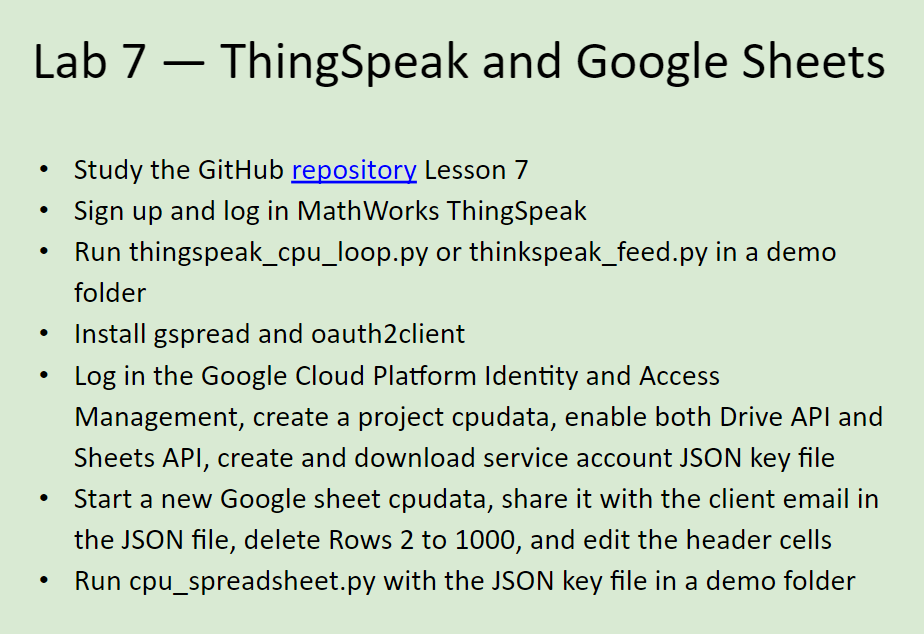 Lab 7 — ThingSpeak and Google Sheets
• Study the GitHub repository Lesson 7
• Sign up and log in MathWorks ThingSpeak
• Run thingspeak_cpu_loop.py or thinkspeak_feed.py in a demo
folder
• Install gspread and oauth2client
• Log in the Google Cloud Platform Identity and Access
Management, create a project cpudata, enable both Drive API and
Sheets API, create and download service account JSON key file
• Start a new Google sheet cpudata, share it with the client email in
the JSON file, delete Rows 2 to 1000, and edit the header cells
• Run cpu_spreadsheet.py with the JSON key file in a demo folder